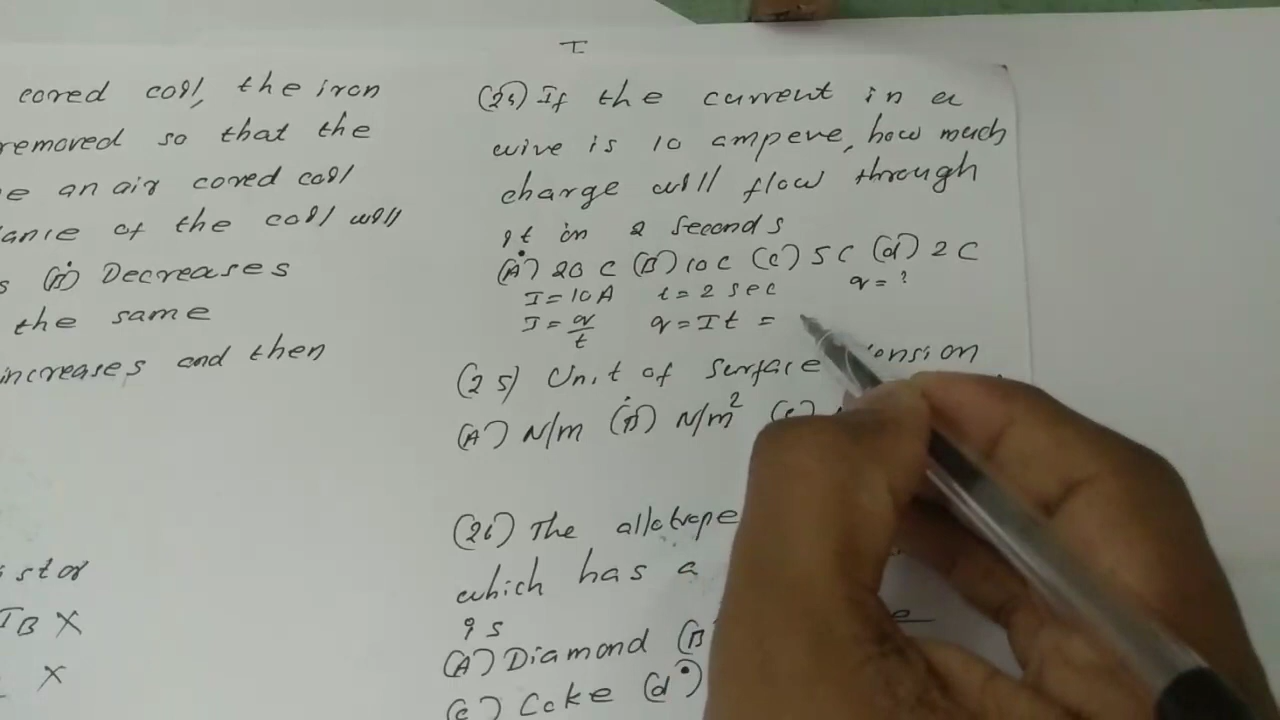 I
cored coil, the iron
removed so that the
an air cored coil
of the coil will
(B) Decreases
the same
increases and then
(24) If the current in a
wire is 10 ampere, how much
charge will flow through
it in 2 seconds
(A) 20 C (B) 10 C (C) 5 C (d) 2 C
I = 10 A t = 2 sec q = ?
I = q/t q = It =
(25) Unit of surface
(A) N/m (B) N/m² (C)
(26) The allotrope
which has a
is
(A) Diamond (B)
(C) Coke (d)
IB X
X